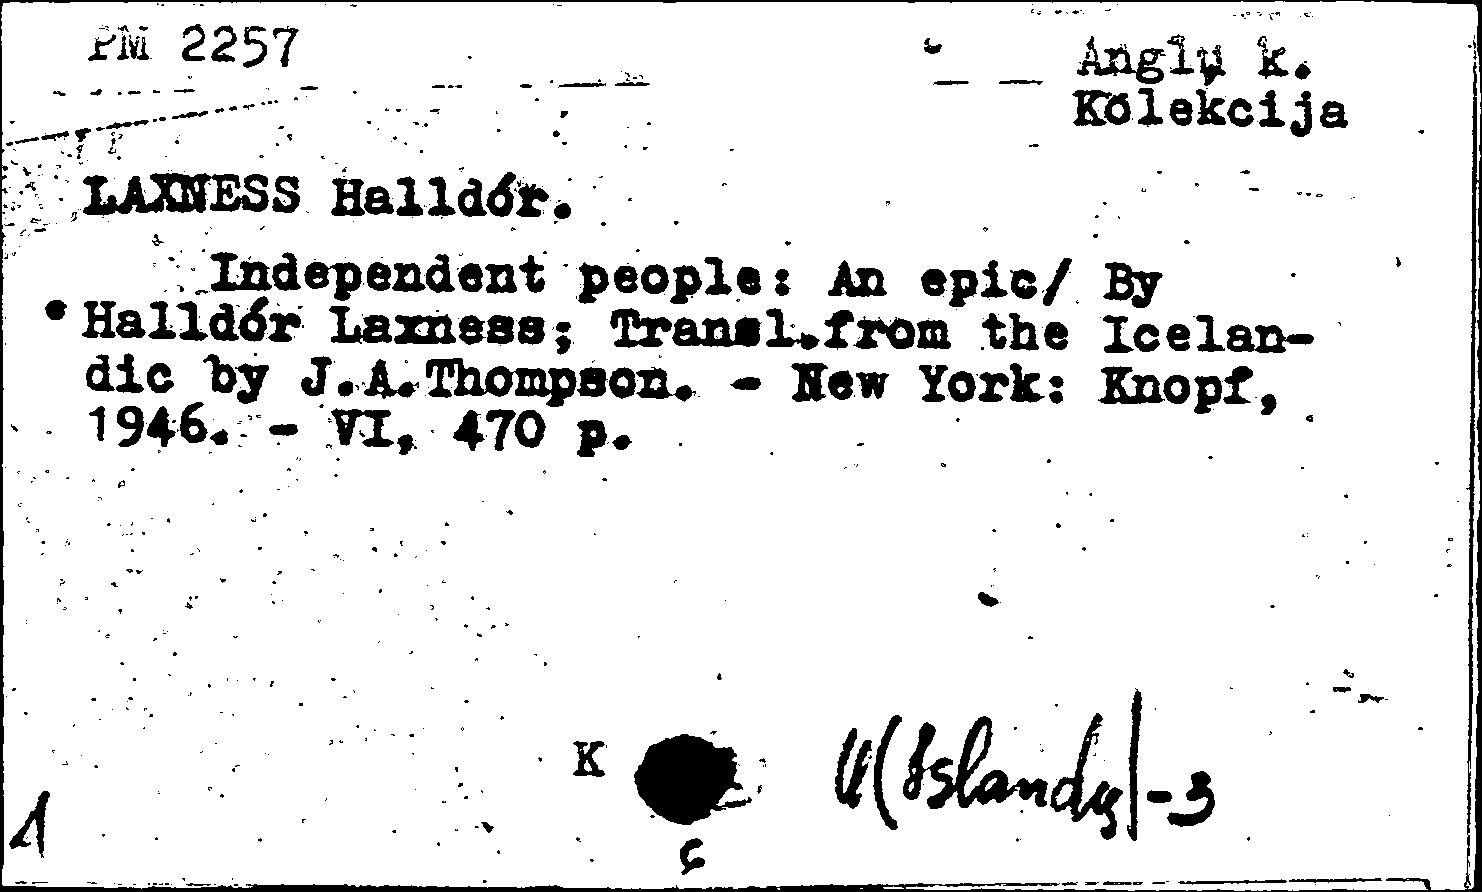 PM 2257
Anglų k.
Kolekcija
LAXNESS Halldór.
Independent people: An epic/ By
Halldór Laxness; Transl.from the Icelan-
dic by J.A.Thompson. - New York: Knopf,
1946. - VI, 470 p.
K
U(Islandų)-3
1